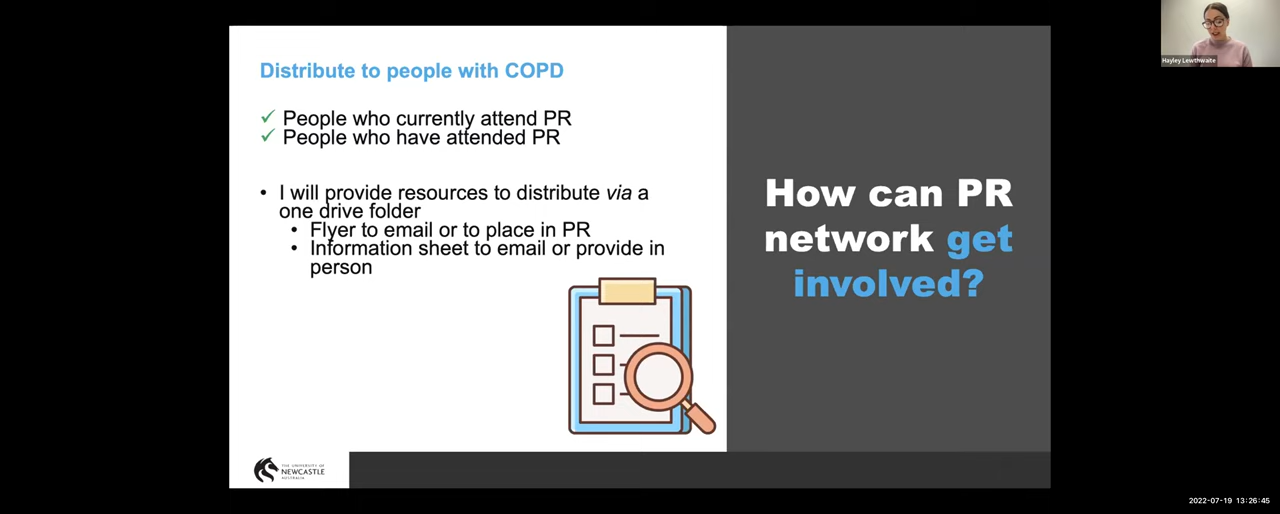 Distribute to people with COPD
✓ People who currently attend PR
✓ People who have attended PR
• I will provide resources to distribute via a
one drive folder
• Flyer to email or to place in PR
• Information sheet to email or provide in
person
How can PR
network get
involved?
THE UNIVERSITY OF
NEWCASTLE
AUSTRALIA
Hayley Lewthwaite
2022-07-19 13:26:45